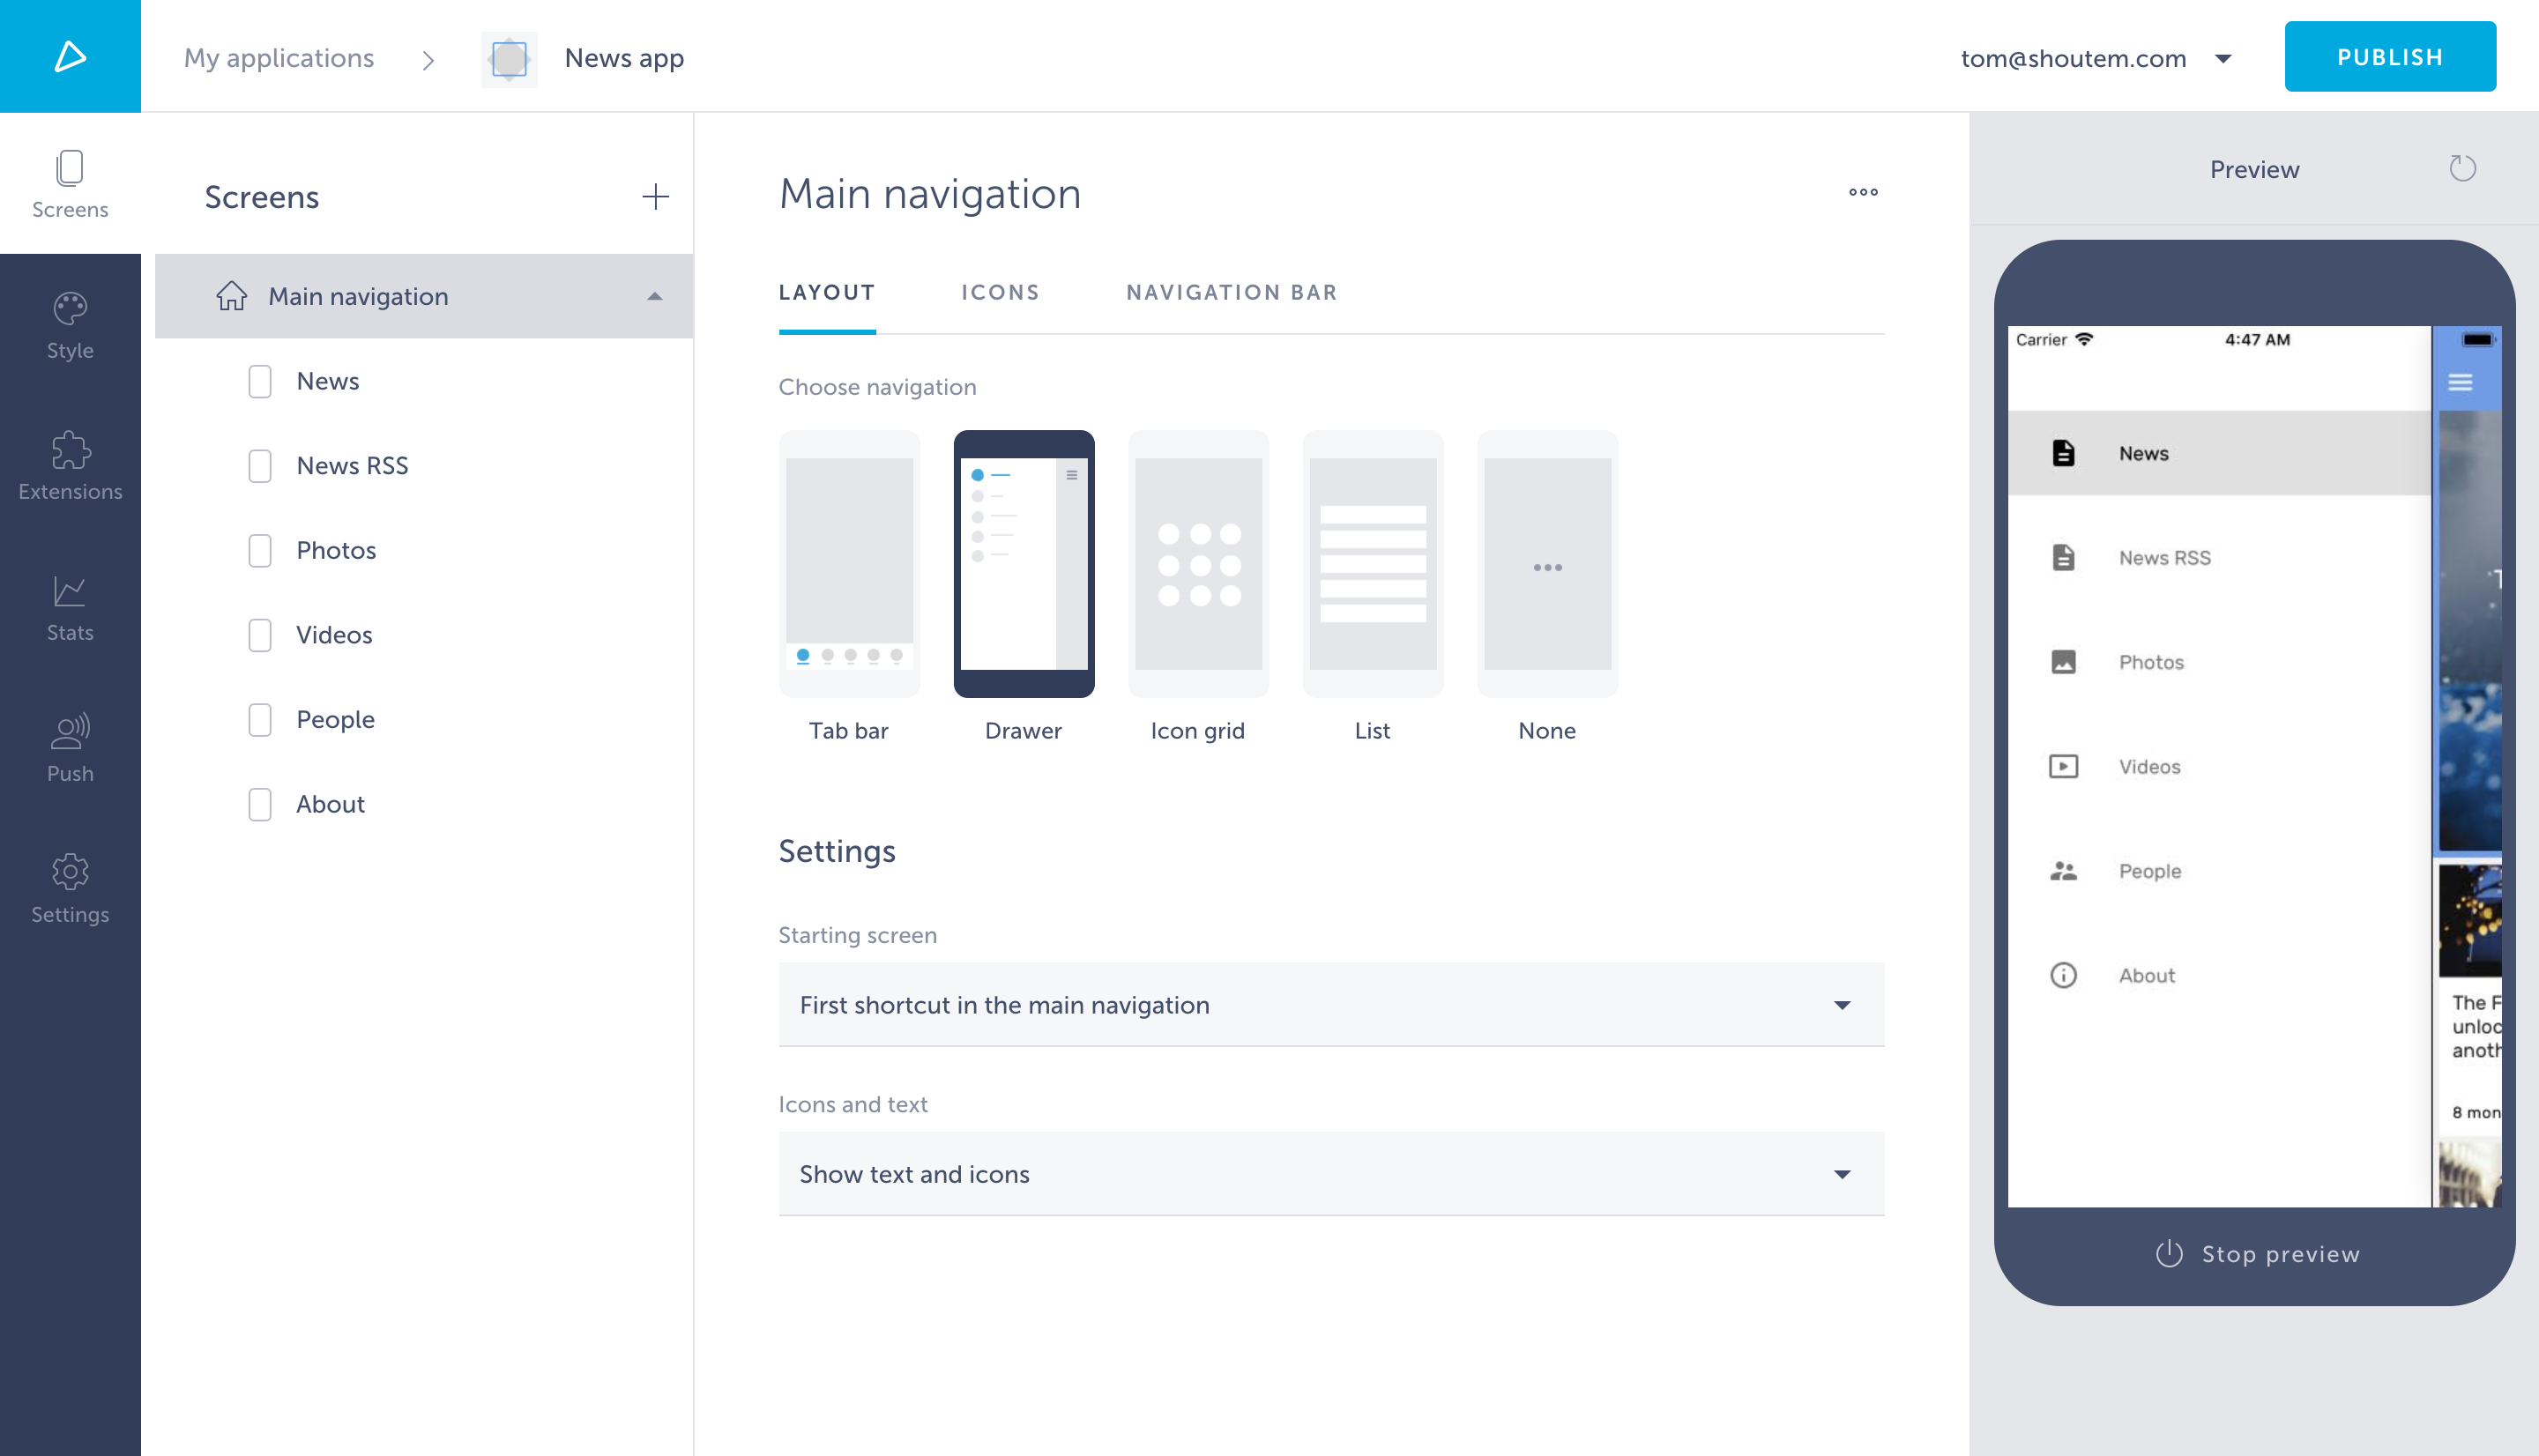 My applications
News app
tom@shoutem.com
PUBLISH
Screens
Style
Extensions
Stats
Push
Settings
Screens
Main navigation
News
News RSS
Photos
Videos
People
About
Main navigation
LAYOUT
ICONS
NAVIGATION BAR
Choose navigation
Tab bar
Drawer
Icon grid
List
None
Settings
Starting screen
First shortcut in the main navigation
Icons and text
Show text and icons
Preview
Carrier
4:47 AM
News
News RSS
Photos
Videos
People
About
The F
unloc
anoth
8 mon
Stop preview